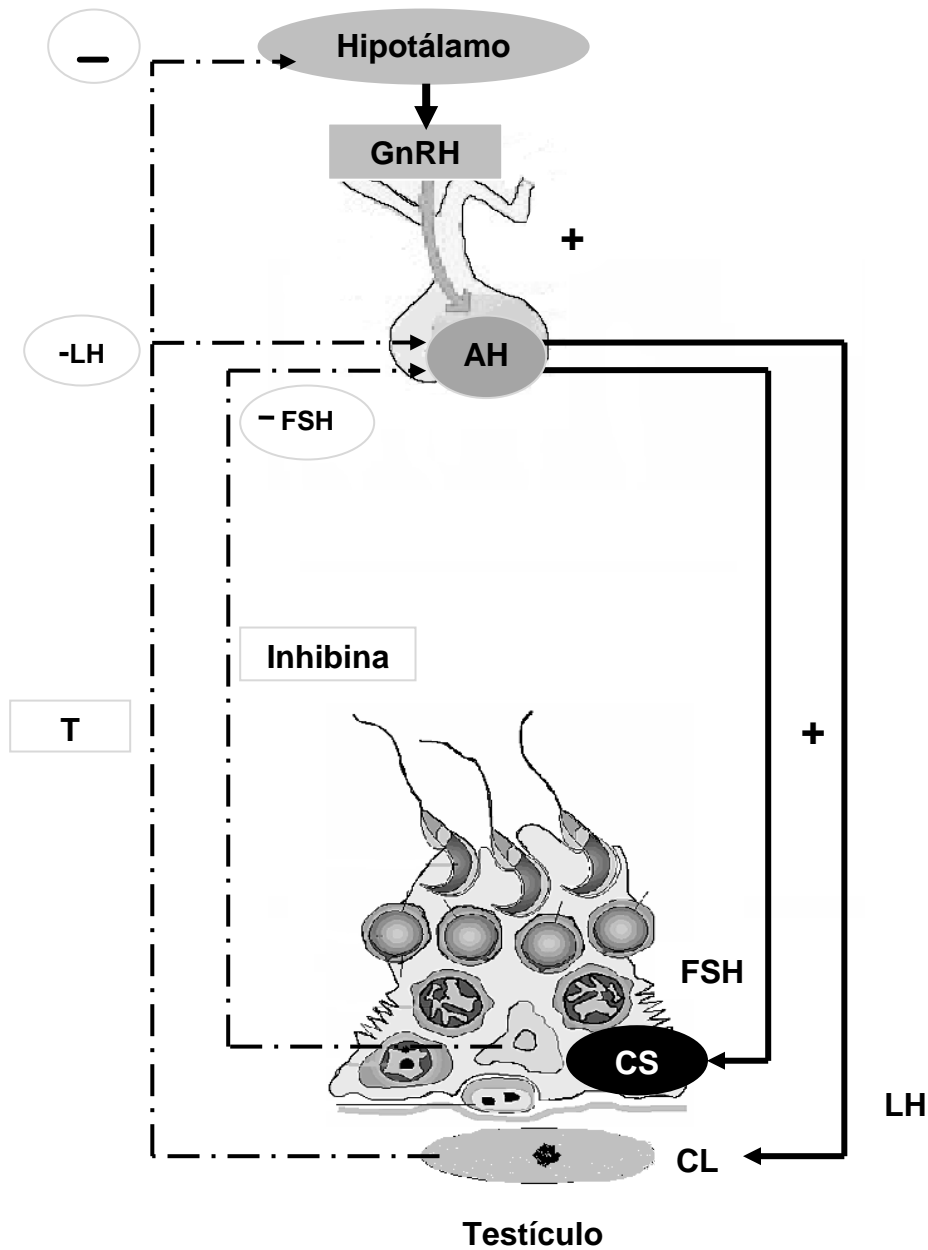 −
Hipotálamo
GnRH
+
-LH
AH
− FSH
Inhibina
T
+
FSH
CS
LH
CL
Testículo